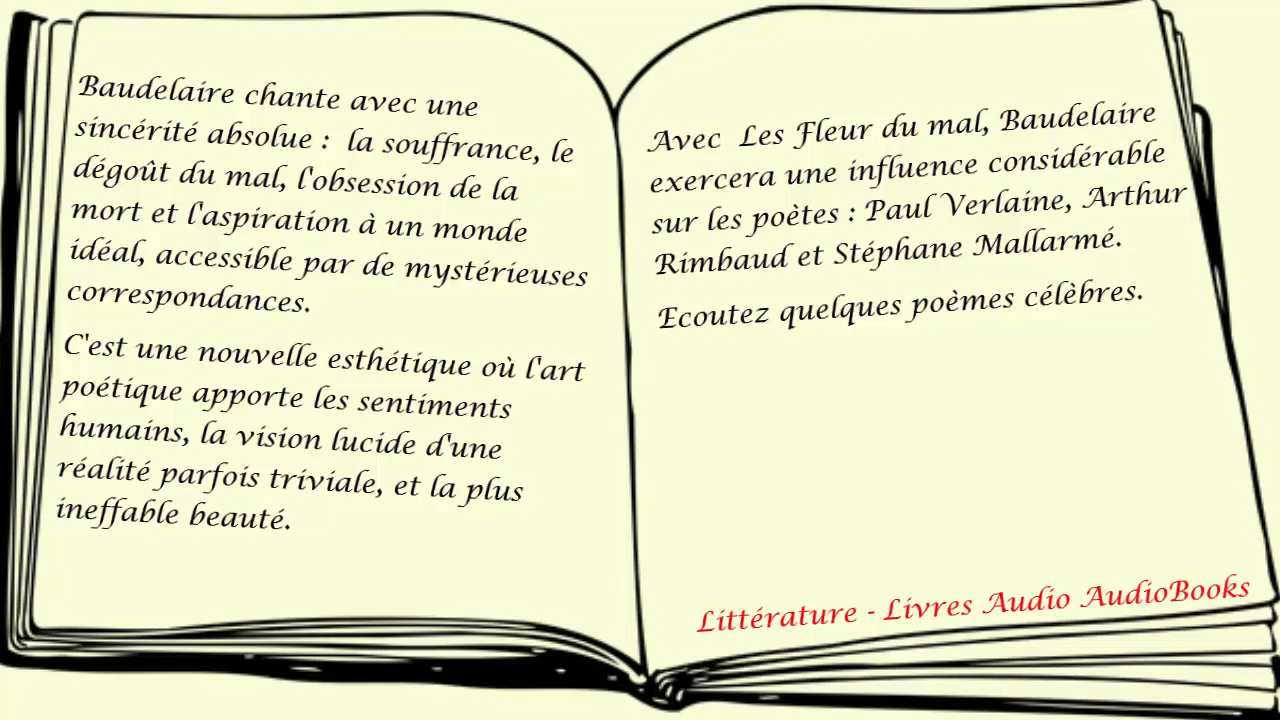 Baudelaire chante avec une
sincérité absolue :  la souffrance, le
dégoût du mal, l'obsession de la
mort et l'aspiration à un monde
idéal, accessible par de mystérieuses
correspondances.
C'est une nouvelle esthétique où l'art
poétique apporte les sentiments
humains, la vision lucide d'une
réalité parfois triviale, et la plus
ineffable beauté.
Avec  Les Fleur du mal, Baudelaire
exercera une influence considérable
sur les poètes : Paul Verlaine, Arthur
Rimbaud et Stéphane Mallarmé.
Ecoutez quelques poèmes célèbres.
Littérature - Livres Audio AudioBooks